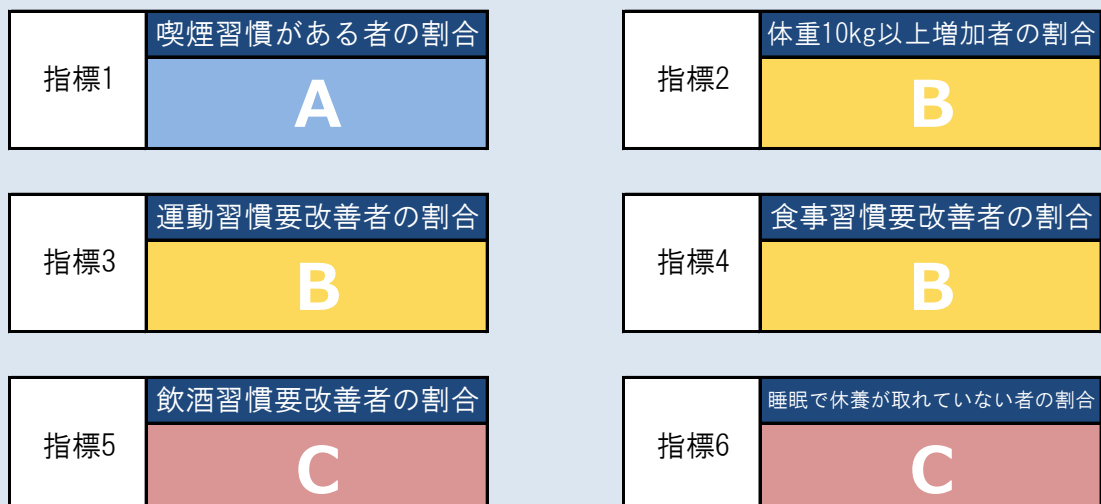 指標1
喫煙習慣がある者の割合
A
指標2
体重10kg以上増加者の割合
B
指標3
運動習慣要改善者の割合
B
指標4
食事習慣要改善者の割合
B
指標5
飲酒習慣要改善者の割合
C
指標6
睡眠で休養が取れていない者の割合
C